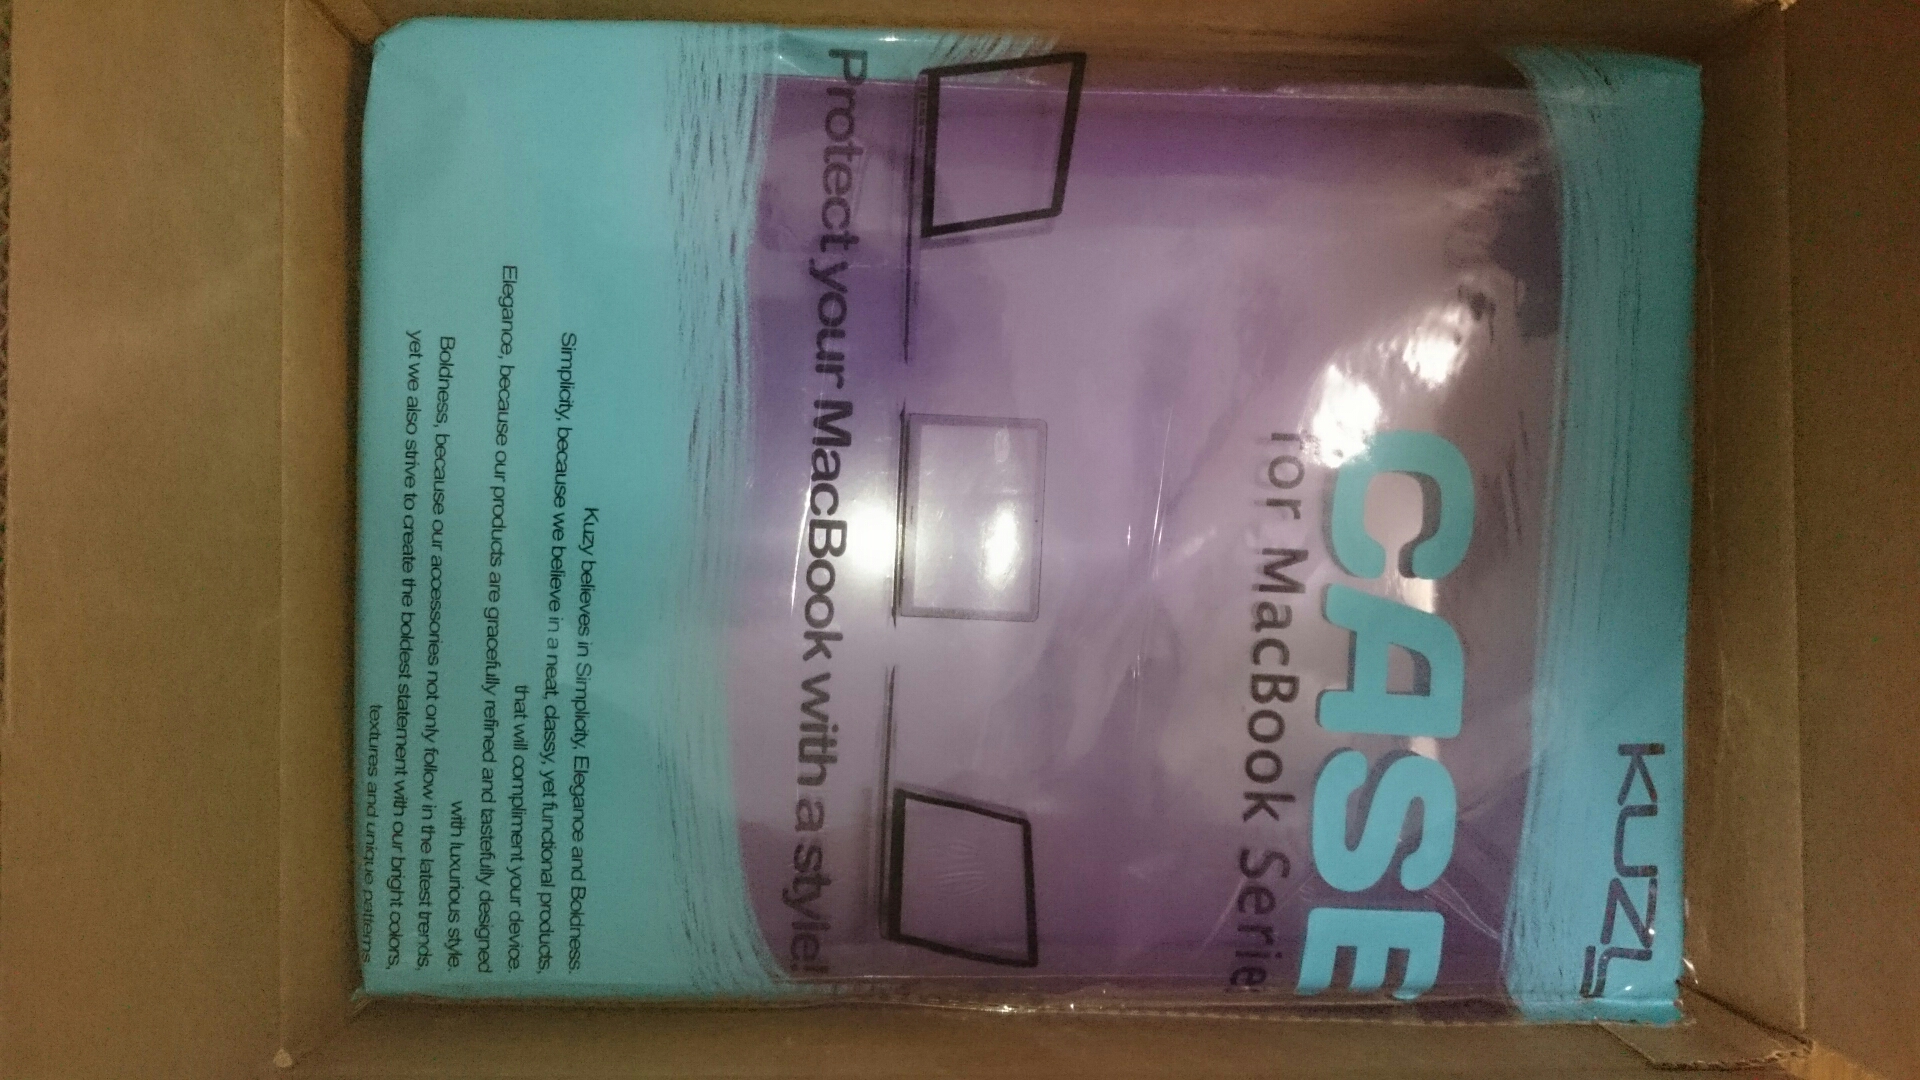 KUZY
CASE
for MacBook Serie
Protect your MacBook with a style!
Kuzy believes in Simplicity, Elegance and Boldness.
Simplicity, because we believe in a neat, classy, yet functional products,
that will compliment your device.
Elegance, because our products are gracefully refined and tastefully designed
with luxurious style.
Boldness, because our accessories not only follow in the latest trends,
yet we also strive to create the boldest statement with our bright colors,
textures and unique patterns